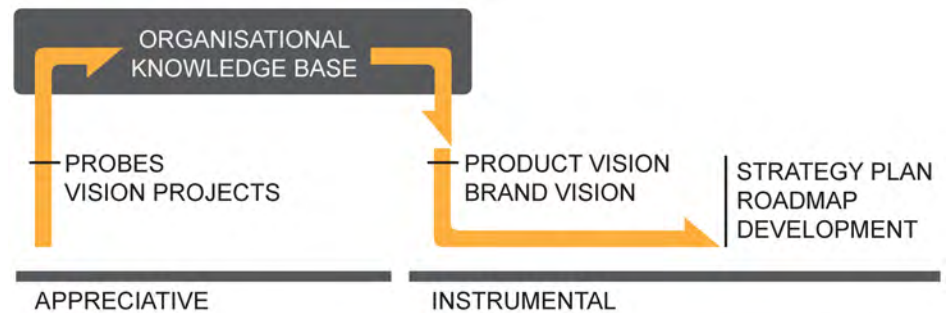 ORGANISATIONAL
KNOWLEDGE BASE
PROBES
VISION PROJECTS
PRODUCT VISION
BRAND VISION
STRATEGY PLAN
ROADMAP
DEVELOPMENT
APPRECIATIVE
INSTRUMENTAL